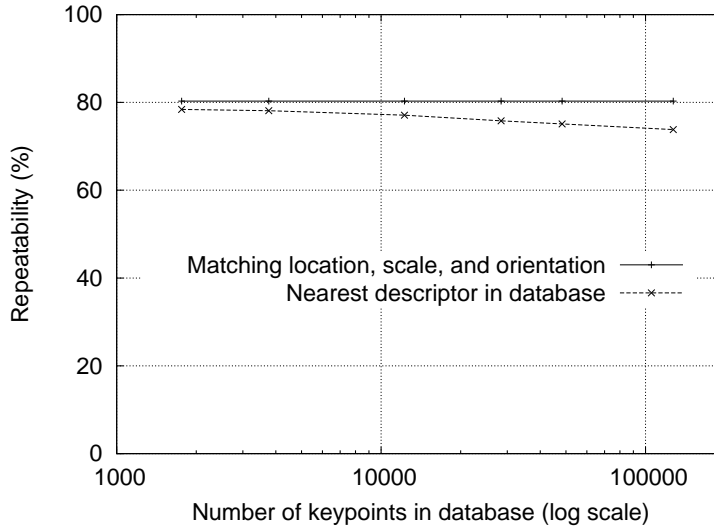 100
80
60
40
20
0
Repeatability (%)
Matching location, scale, and orientation
Nearest descriptor in database
1000 10000 100000
Number of keypoints in database (log scale)